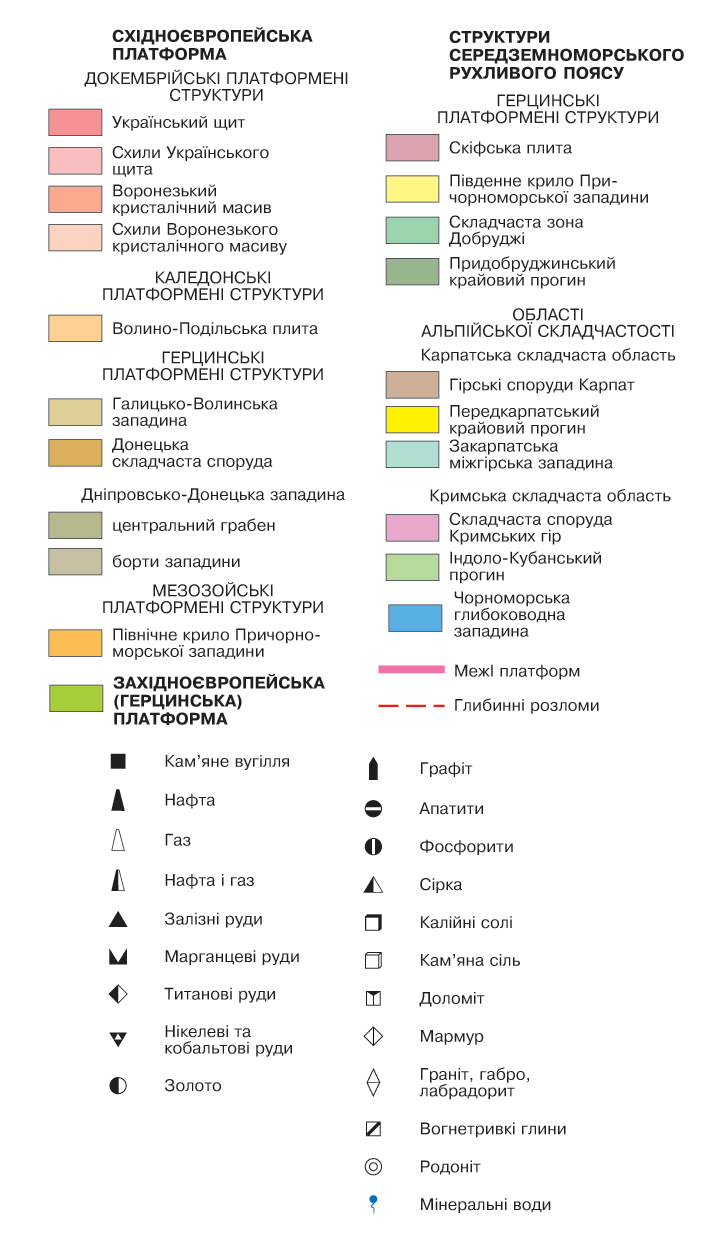 СХІДНОЄВРОПЕЙСЬКА
ПЛАТФОРМА
ДОКЕМБРІЙСЬКІ ПЛАТФОРМЕНІ
СТРУКТУРИ
Український щит
Схили Українського
щита
Воронезький
кристалічний масив
Схили Воронезького
кристалічного масиву
КАЛЕДОНСЬКІ
ПЛАТФОРМЕНІ СТРУКТУРИ
Волино-Подільська плита
ГЕРЦИНСЬКІ
ПЛАТФОРМЕНІ СТРУКТУРИ
Галицько-Волинська
западина
Донецька
складчаста споруда
Дніпровсько-Донецька западина
центральний грабен
борти западини
МЕЗОЗОЙСЬКІ
ПЛАТФОРМЕНІ СТРУКТУРИ
Північне крило Причорно-
морської западини
ЗАХІДНОЄВРОПЕЙСЬКА
(ГЕРЦИНСЬКА)
ПЛАТФОРМА
СТРУКТУРИ
СЕРЕДЗЕМНОМОРСЬКОГО
РУХЛИВОГО ПОЯСУ
ГЕРЦИНСЬКІ
ПЛАТФОРМЕНІ СТРУКТУРИ
Скіфська плита
Південне крило При-
чорноморської западини
Складчаста зона
Добруджі
Придобруджинський
крайовий прогин
ОБЛАСТІ
АЛЬПІЙСЬКОЇ СКЛАДЧАСТОСТІ
Карпатська складчаста область
Гірські споруди Карпат
Передкарпатський
крайовий прогин
Закарпатська
міжгірська западина
Кримська складчаста область
Складчаста споруда
Кримських гір
Індоло-Кубанський
прогин
Чорноморська
глибоководна
западина
МежІ платформ
Глибинні розломи
Кам’яне вугілля
Нафта
Газ
Нафта і газ
Залізні руди
Марганцеві руди
Титанові руди
Нікелеві та
кобальтові руди
Золото
Графіт
Апатити
Фосфорити
Сірка
Калійні солі
Кам’яна сіль
Доломіт
Мармур
Граніт, габро,
лабрадорит
Вогнетривкі глини
Родоніт
Мінеральні води